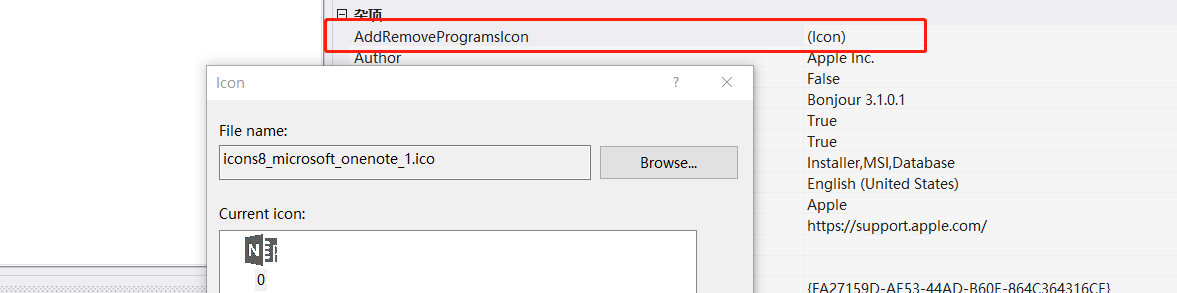 杂项
AddRemoveProgramsIcon (Icon)
Author Apple Inc.
Icon ? False
Bonjour 3.1.0.1
File name: True
True
icons8_microsoft_onenote_1.ico Browse... Installer,MSI,Database
English (United States)
Current icon: Apple
https://support.apple.com/
0
{FA27159D-AE53-44AD-B60E-864C364316CE}